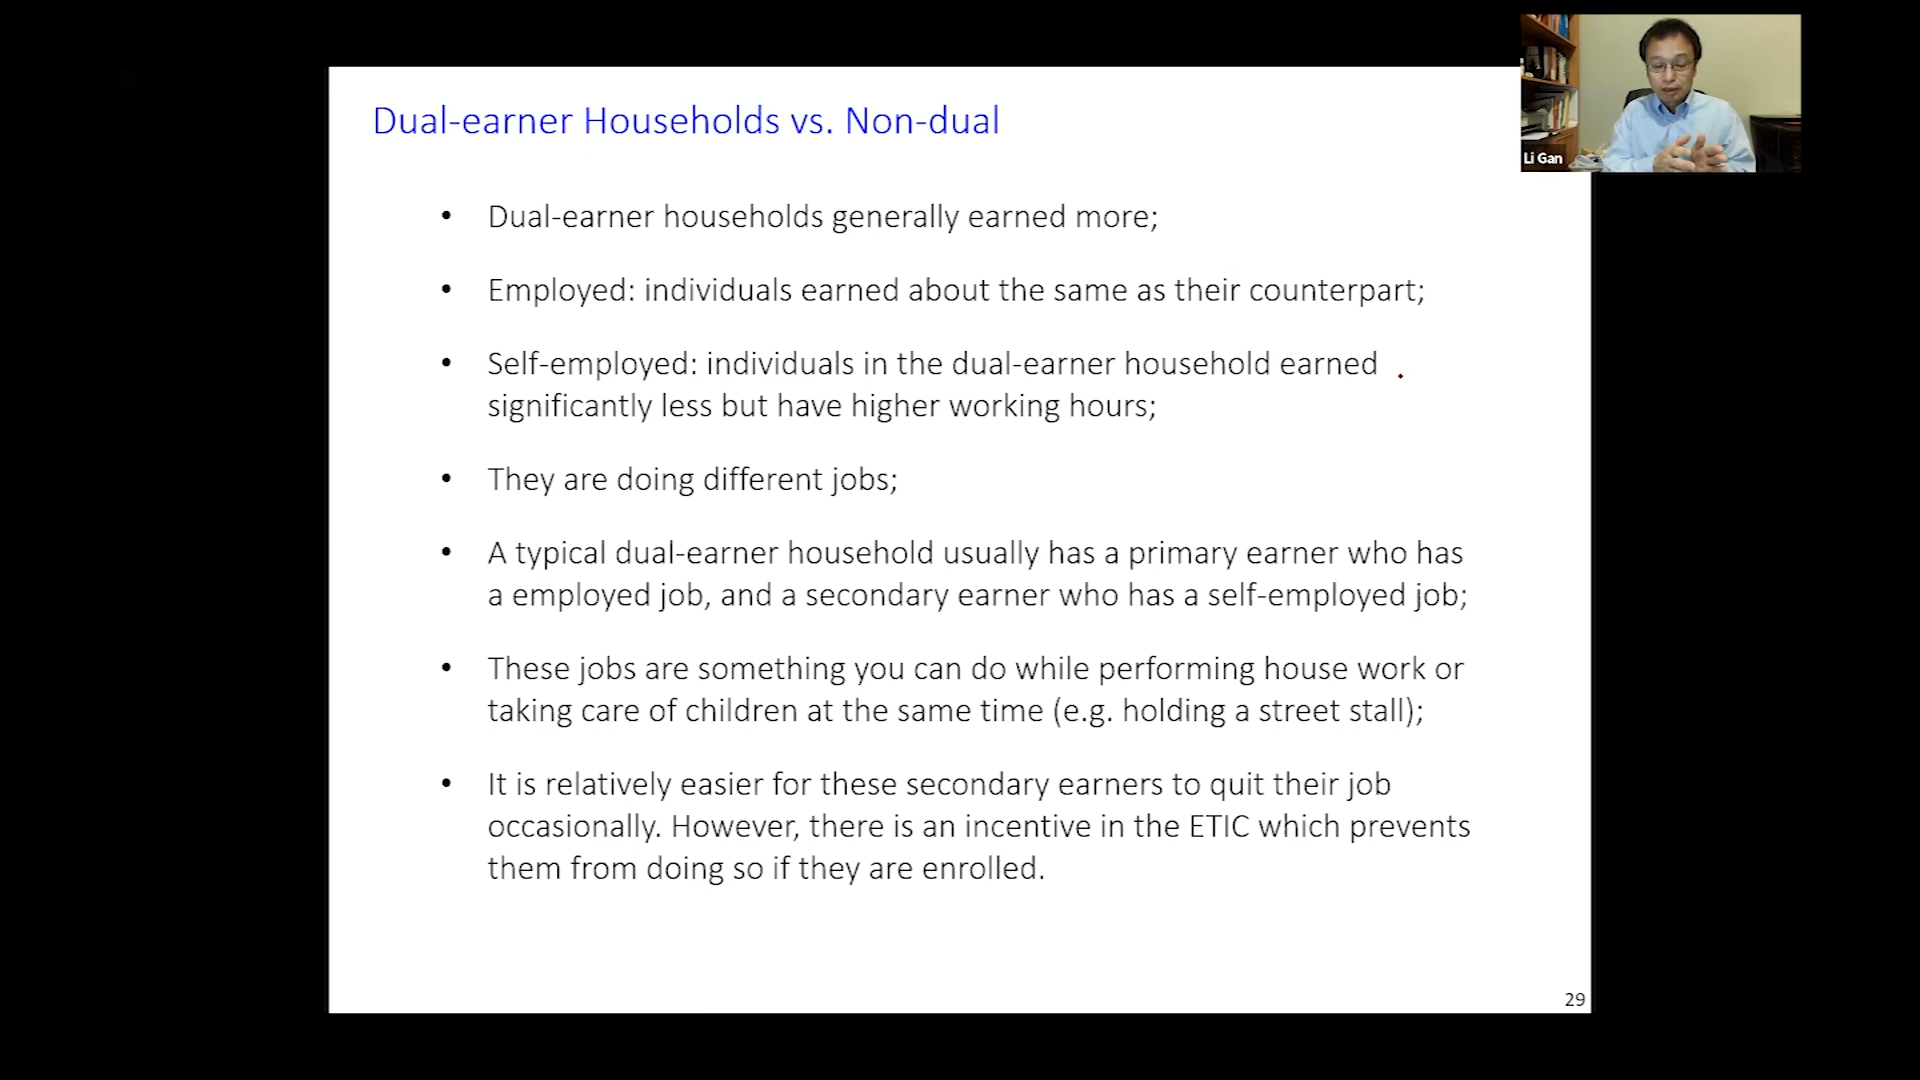 Dual-earner Households vs. Non-dual
Li Gan
• Dual-earner households generally earned more;
• Employed: individuals earned about the same as their counterpart;
• Self-employed: individuals in the dual-earner household earned
significantly less but have higher working hours;
• They are doing different jobs;
• A typical dual-earner household usually has a primary earner who has
a employed job, and a secondary earner who has a self-employed job;
• These jobs are something you can do while performing house work or
taking care of children at the same time (e.g. holding a street stall);
• It is relatively easier for these secondary earners to quit their job
occasionally. However, there is an incentive in the ETIC which prevents
them from doing so if they are enrolled.
29